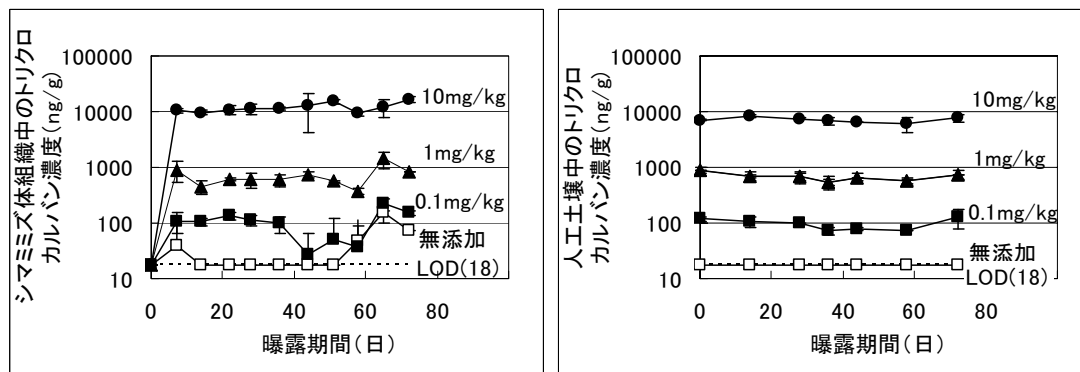 シマミミズ体組織中のトリクロ
カルバン濃度(ng/g)
100000
10000
1000
100
10
10mg/kg
1mg/kg
0.1mg/kg
無添加
LOD(18)
0 20 40 60 80
曝露期間(日)
人工土壌中のトリクロ
カルバン濃度(ng/g)
100000
10000
1000
100
10
10mg/kg
1mg/kg
0.1mg/kg
無添加
LOD(18)
0 20 40 60 80
曝露期間(日)